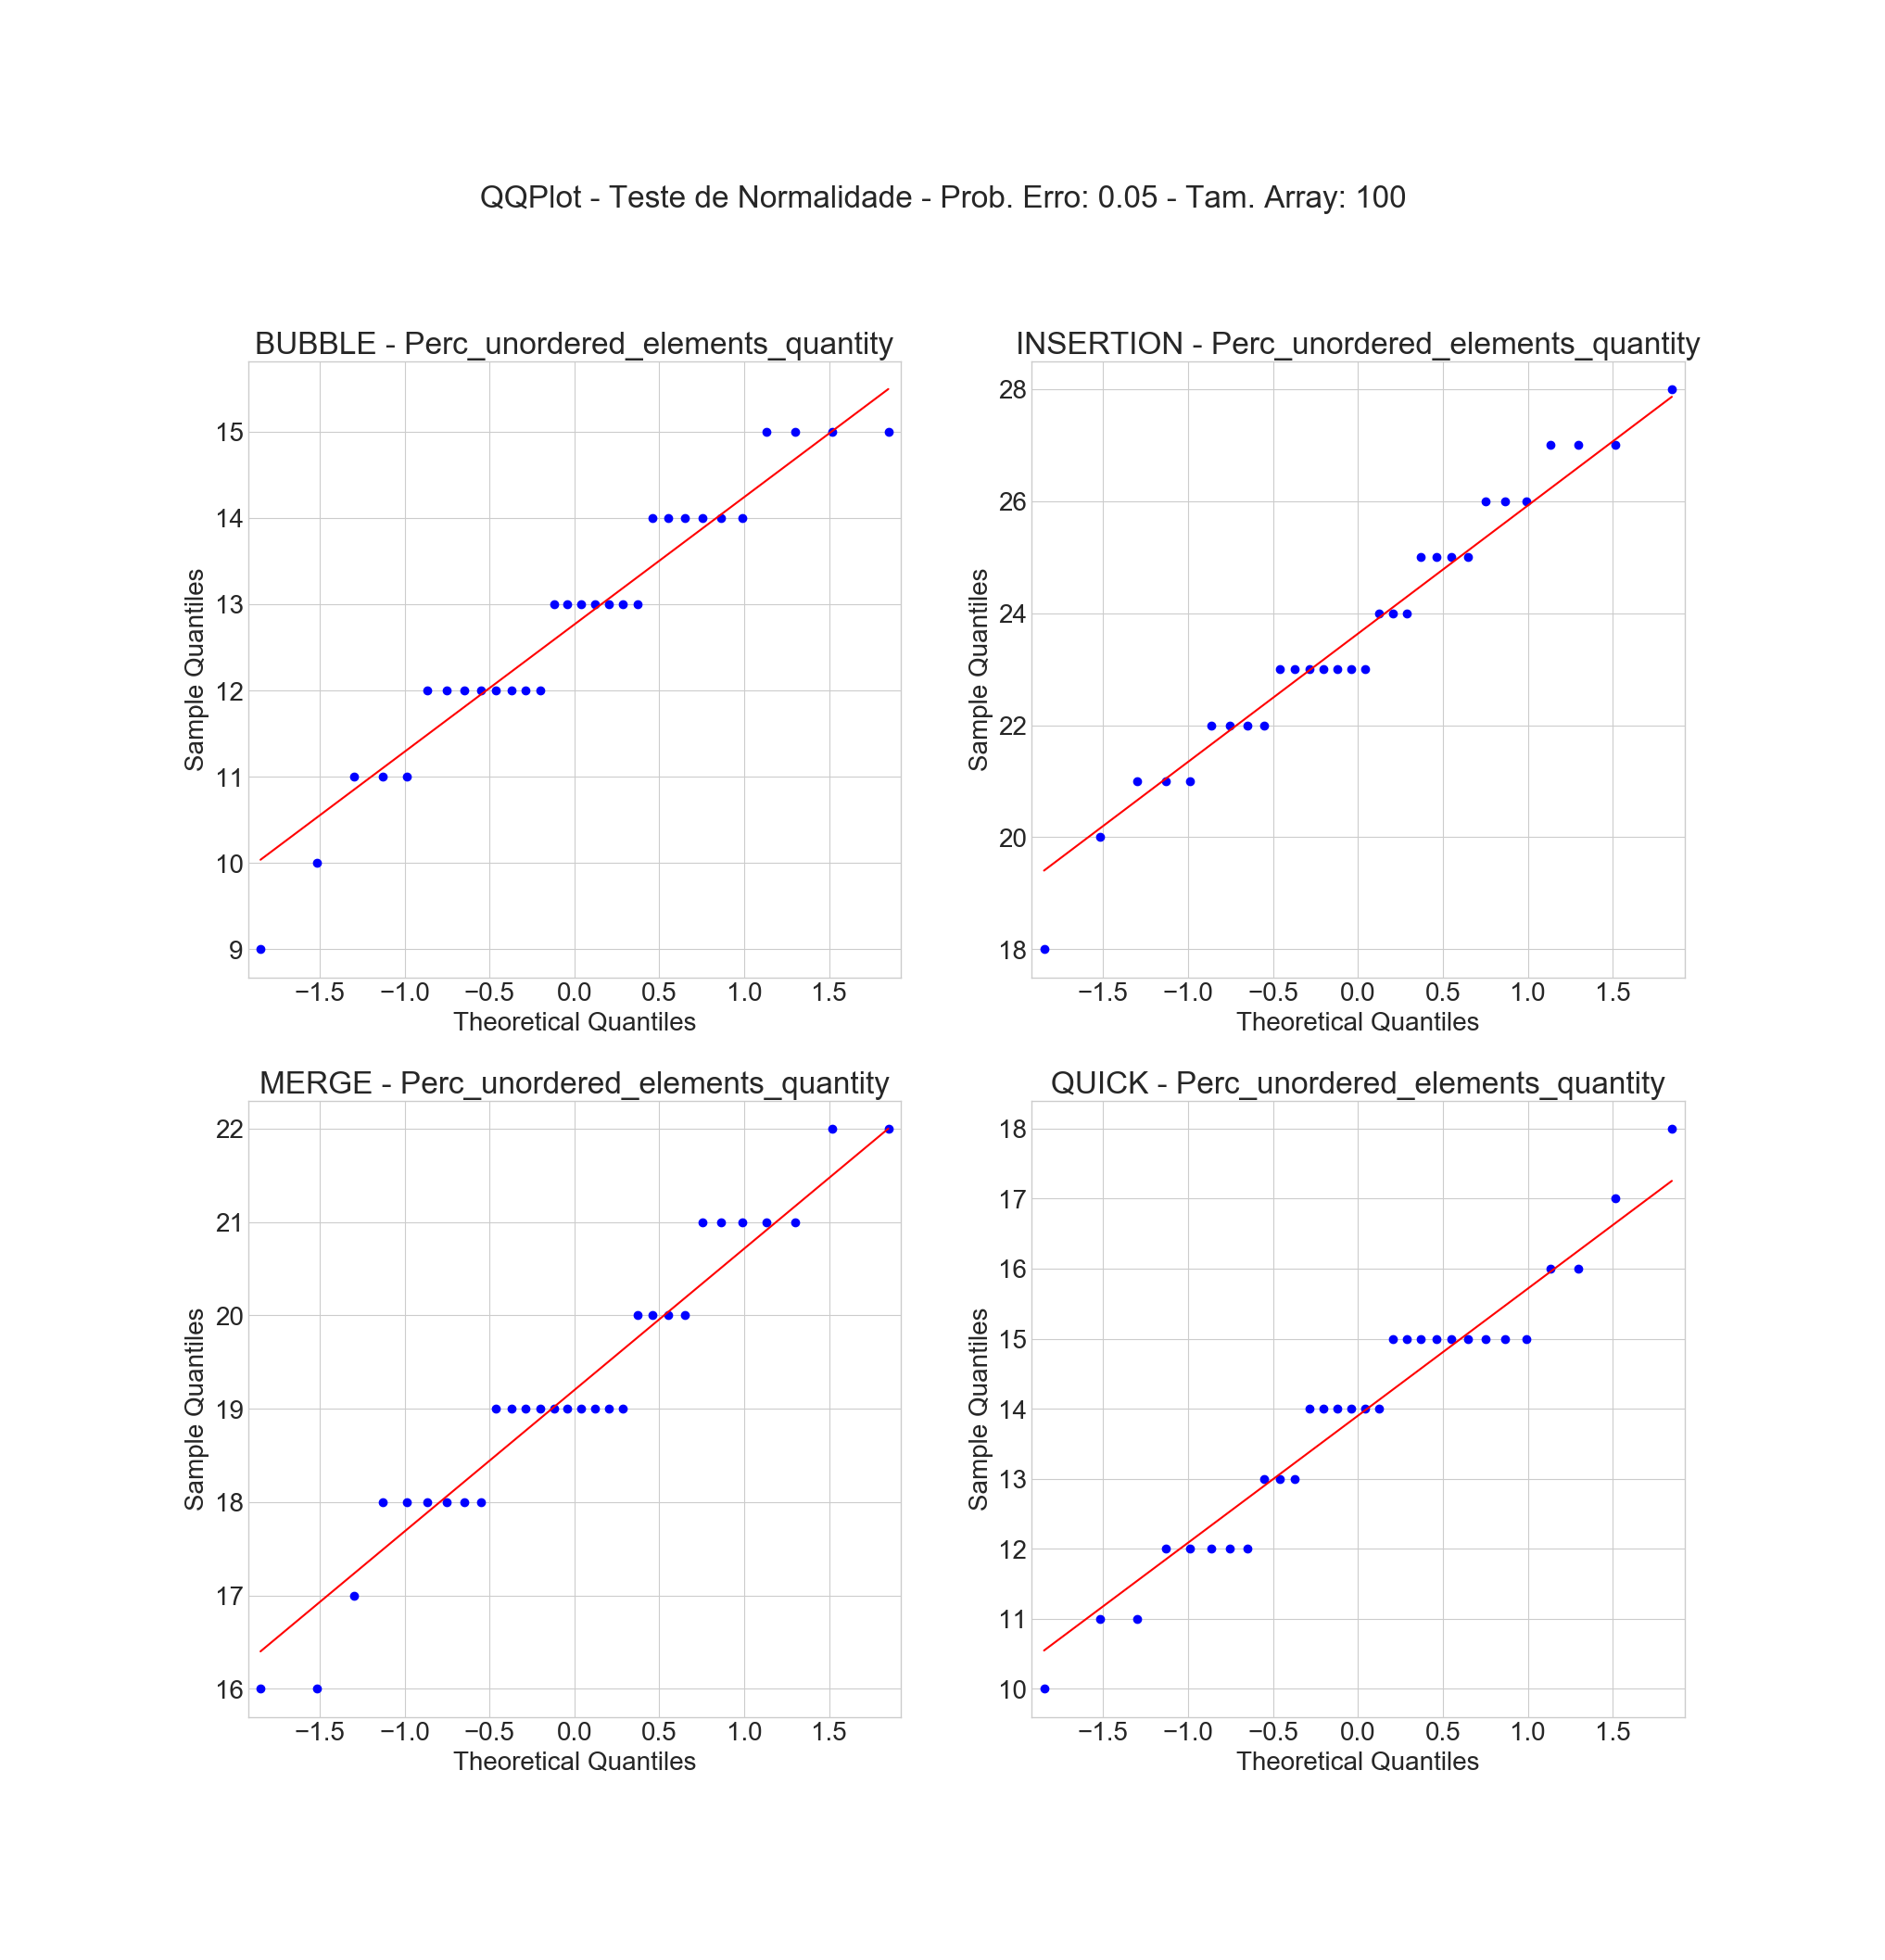 QQPlot - Teste de Normalidade - Prob. Erro: 0.05 - Tam. Array: 100
BUBBLE - Perc_unordered_elements_quantity
15
14
13
12
11
10
9
Sample Quantiles
−1.5 −1.0 −0.5 0.0 0.5 1.0 1.5
Theoretical Quantiles
INSERTION - Perc_unordered_elements_quantity
28
26
24
22
20
18
Sample Quantiles
−1.5 −1.0 −0.5 0.0 0.5 1.0 1.5
Theoretical Quantiles
MERGE - Perc_unordered_elements_quantity
22
21
20
19
18
17
16
Sample Quantiles
−1.5 −1.0 −0.5 0.0 0.5 1.0 1.5
Theoretical Quantiles
QUICK - Perc_unordered_elements_quantity
18
17
16
15
14
13
12
11
10
Sample Quantiles
−1.5 −1.0 −0.5 0.0 0.5 1.0 1.5
Theoretical Quantiles